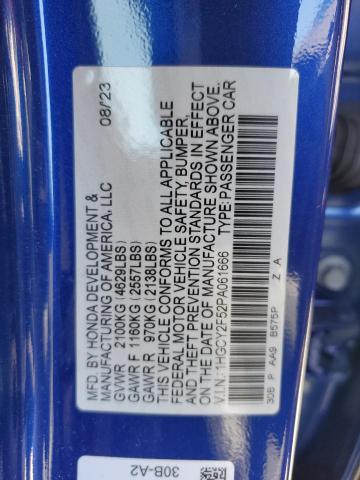 MFD BY HONDA DEVELOPMENT & 08/23
MANUFACTURING OF AMERICA, LLC
GVWR 2100KG (4629LBS)
GAWR F 1160KG (2557LBS)
GAWR R 970KG (2138LBS)
THIS VEHICLE CONFORMS TO ALL APPLICABLE
FEDERAL MOTOR VEHICLE SAFETY, BUMPER,
AND THEFT PREVENTION STANDARDS IN EFFECT
ON THE DATE OF MANUFACTURE SHOWN ABOVE.
V.I.N.: 1HGCY2F52PA061666 TYPE: PASSENGER CAR
30B P AA9 B575P Z A
30B-A2